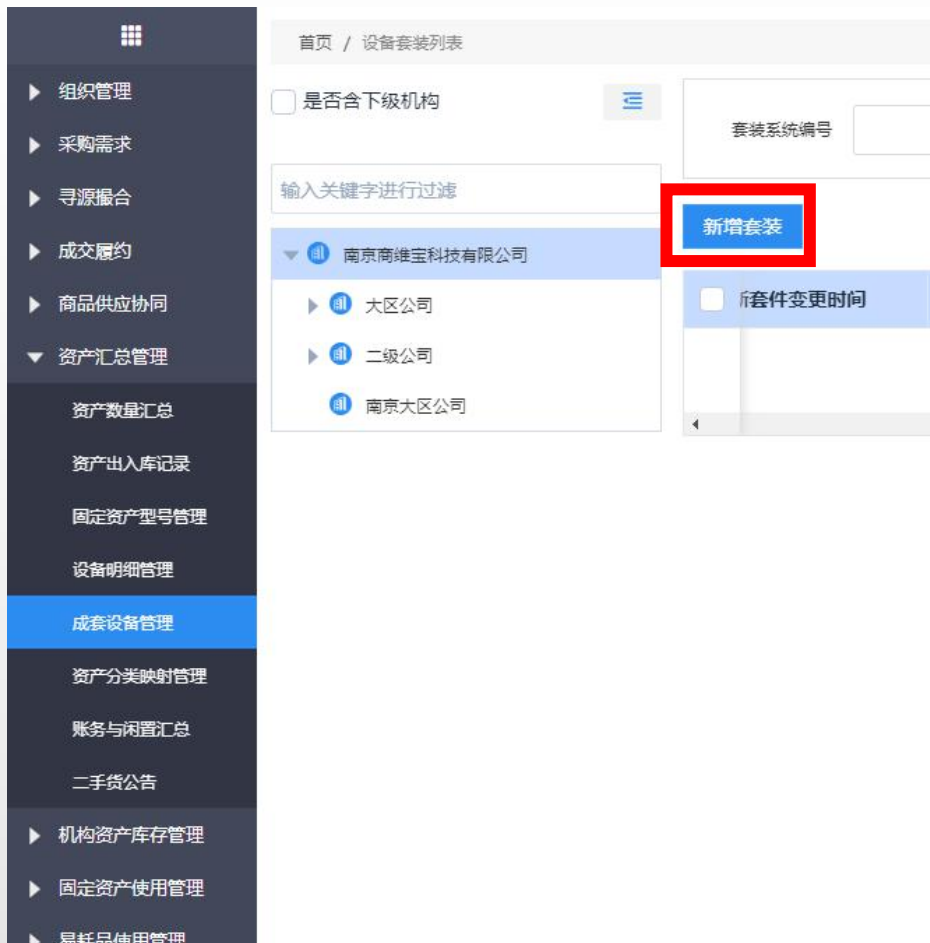 首页 / 设备套装列表
组织管理
采购需求
寻源撮合
成交履约
商品供应协同
资产汇总管理
资产数量汇总
资产出入库记录
固定资产型号管理
设备明细管理
成套设备管理
资产分类映射管理
账务与闲置汇总
二手货公告
机构资产库存管理
固定资产使用管理
易耗品使用管理
是否含下级机构
输入关键字进行过滤
南京商维宝科技有限公司
大区公司
二级公司
南京大区公司
套装系统编号
新增套装
新套件变更时间